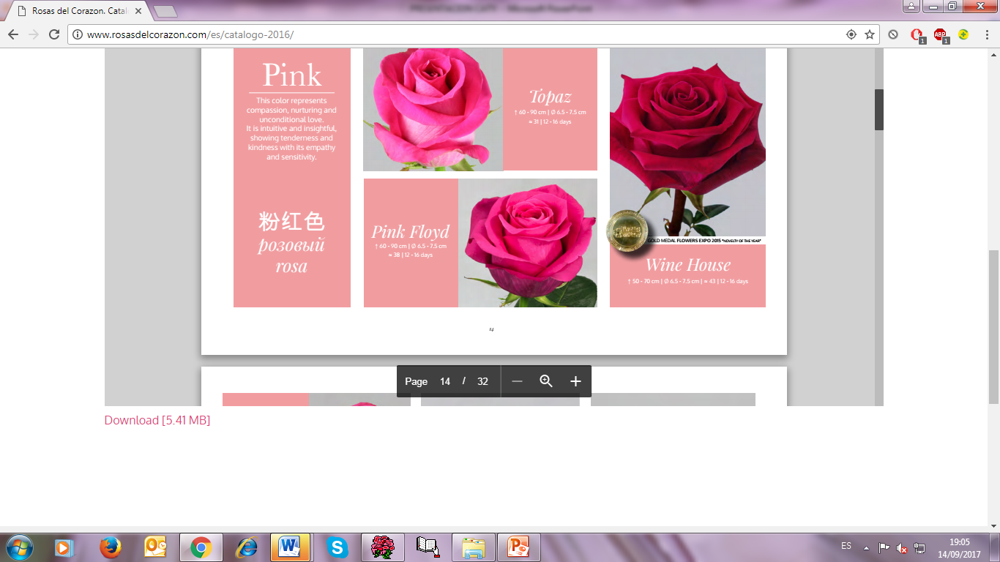 Rosas del Corazon. Catal
www.rosasdelcorazon.com/es/catalogo-2016/
1
ABP
1
Pink
This color represents
compassion, nurturing and
unconditional love.
It is intuitive and insightful,
showing tenderness and
kindness with its empathy
and sensitivity.
粉红色
розовый
rosa
Topaz
↑ 60 - 90 cm | Ø 6.5 - 7.5 cm
= 31 | 12 - 16 days
Pink Floyd
↑ 60 - 90 cm | Ø 6.5 - 7.5 cm
= 38 | 12 - 16 days
GOLD MEDAL FLOWERS EXPO 2015 "NOVELTY OF THE YEAR"
Wine House
↑ 50 - 70 cm | Ø 6.5 - 7.5 cm | = 43 | 12 - 16 days
14
Page 14 / 32
Download [5.41 MB]
ES
19:05
14/09/2017